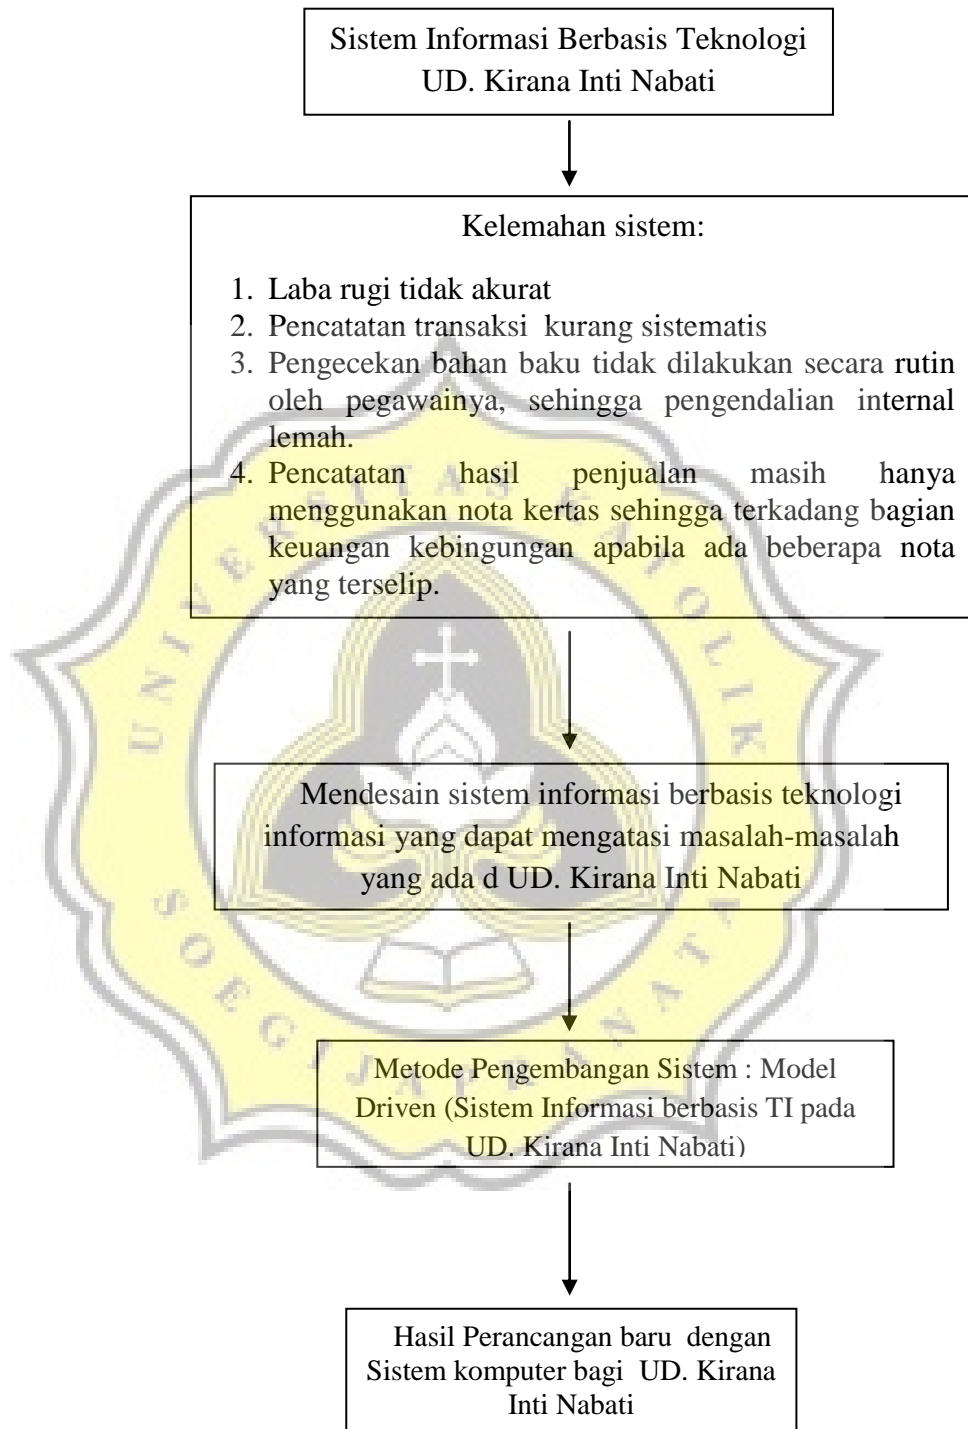 Sistem Informasi Berbasis Teknologi
UD. Kirana Inti Nabati
Kelemahan sistem:
1. Laba rugi tidak akurat
2. Pencatatan transaksi kurang sistematis
3. Pengecekan bahan baku tidak dilakukan secara rutin
oleh pegawainya, sehingga pengendalian internal
lemah.
4. Pencatatan hasil penjualan masih hanya
menggunakan nota kertas sehingga terkadang bagian
keuangan kebingungan apabila ada beberapa nota
yang terselip.
Mendesain sistem informasi berbasis teknologi
informasi yang dapat mengatasi masalah-masalah
yang ada d UD. Kirana Inti Nabati
Metode Pengembangan Sistem : Model
Driven (Sistem Informasi berbasis TI pada
UD. Kirana Inti Nabati)
Hasil Perancangan baru dengan
Sistem komputer bagi UD. Kirana
Inti Nabati
UNIVERSITAS KATOLIK
SOEGIJAPRANATA